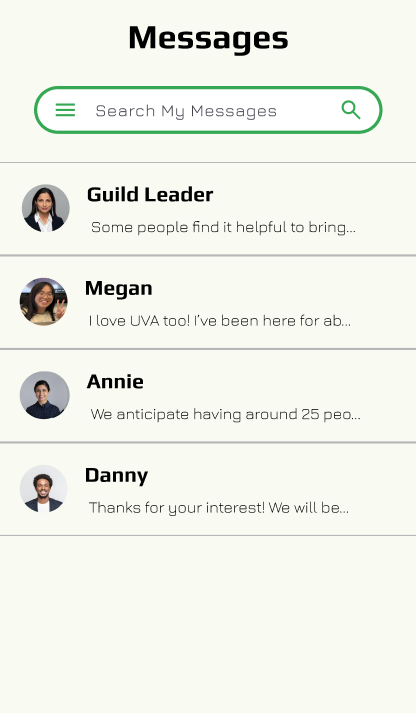 Messages
Search My Messages
Guild Leader
Some people find it helpful to bring...
Megan
I love UVA too! I've been here for ab...
Annie
We anticipate having around 25 peo...
Danny
Thanks for your interest! We will be...